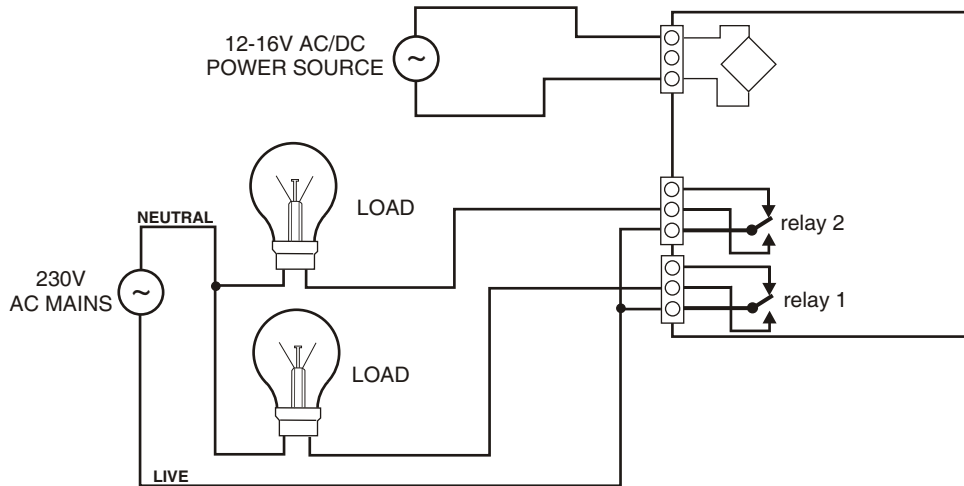 12-16V AC/DC
POWER SOURCE
~
LOAD
NEUTRAL
relay 2
230V
AC MAINS
~
relay 1
LOAD
LIVE